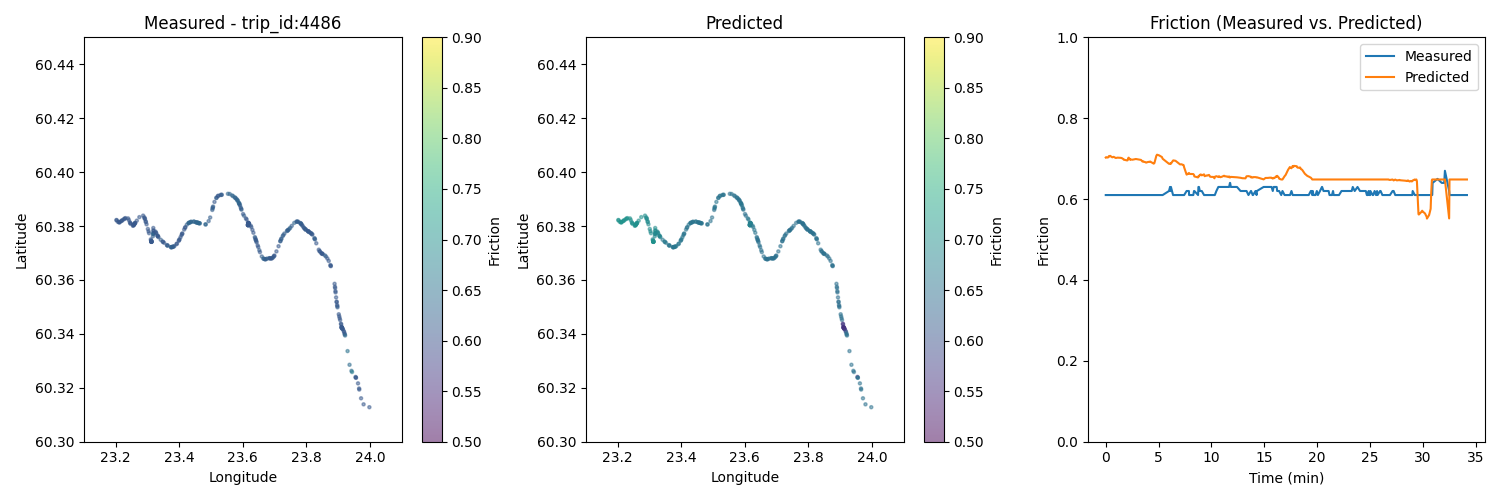 Measured - trip_id:4486
60.44
60.42
60.40
60.38
60.36
60.34
60.32
60.30
Latitude
23.2 23.4 23.6 23.8 24.0
Longitude
0.90
0.85
0.80
0.75
0.70
0.65
0.60
0.55
0.50
Friction
Predicted
60.44
60.42
60.40
60.38
60.36
60.34
60.32
60.30
Latitude
23.2 23.4 23.6 23.8 24.0
Longitude
0.90
0.85
0.80
0.75
0.70
0.65
0.60
0.55
0.50
Friction
Friction (Measured vs. Predicted)
Measured
Predicted
1.0
0.8
0.6
0.4
0.2
0.0
Friction
0 5 10 15 20 25 30 35
Time (min)